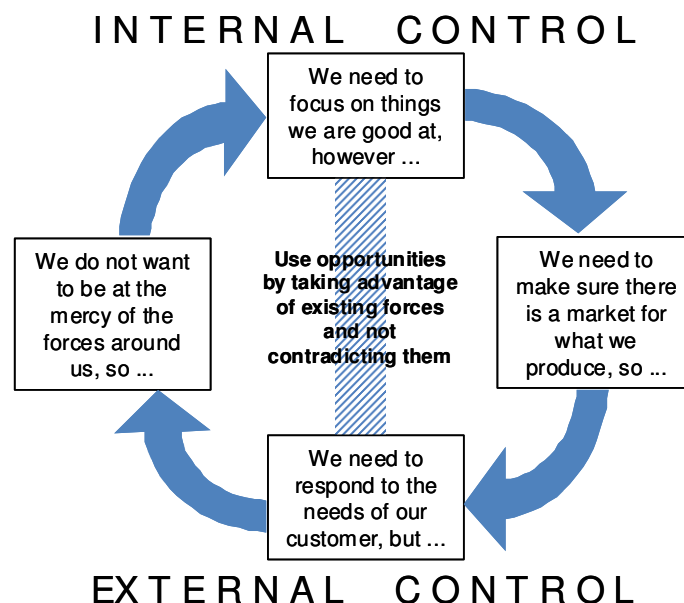 INTERNAL CONTROL
We need to
focus on things
we are good at,
however ...
We need to
make sure there
is a market for
what we
produce, so ...
We need to
respond to the
needs of our
customer, but ...
We do not want
to be at the
mercy of the
forces around
us, so ...
Use opportunities
by taking advantage
of existing forces
and not
contradicting them
EXTERNAL CONTROL